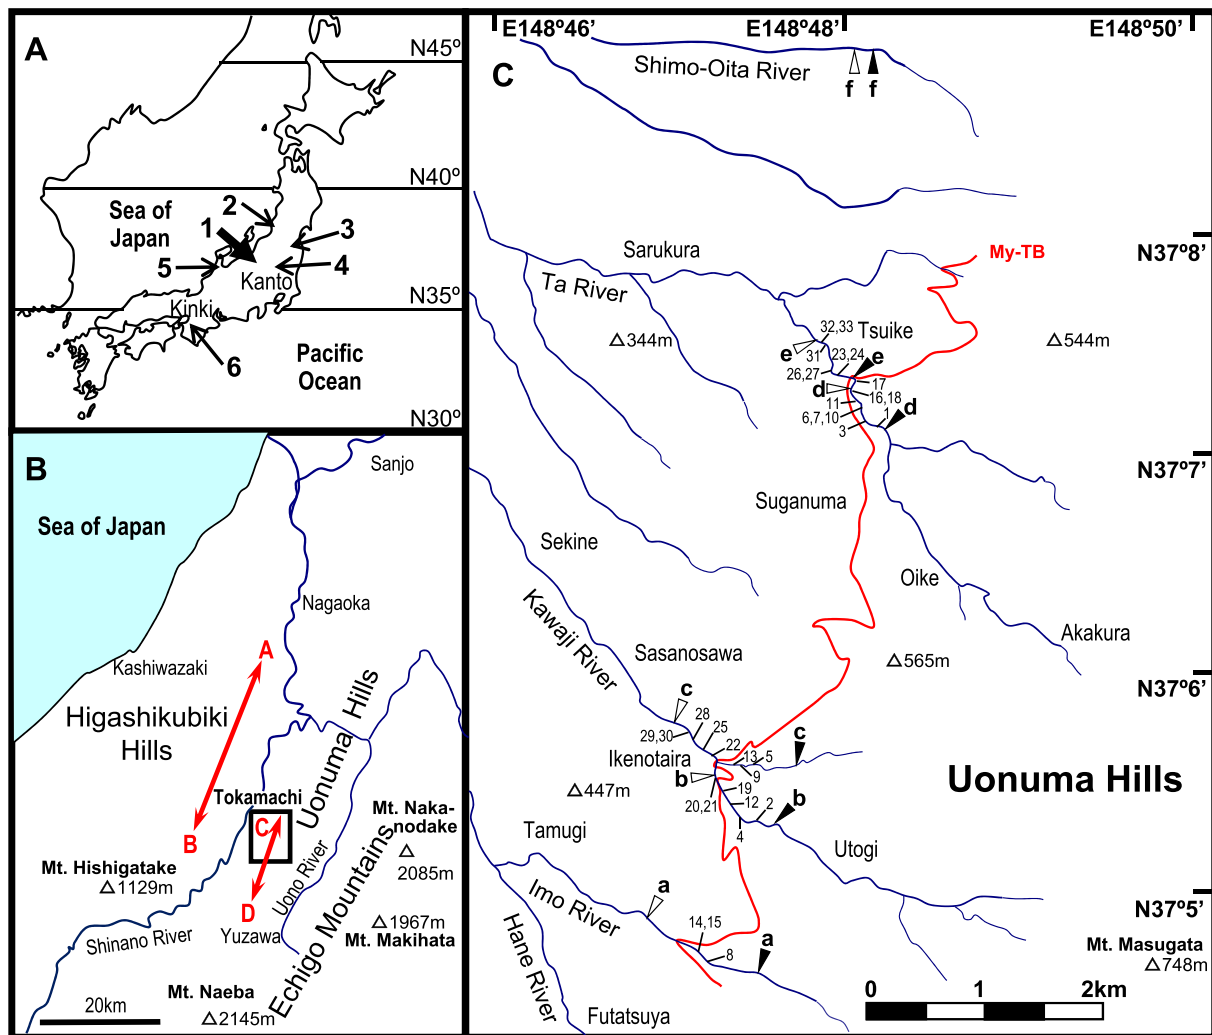 A
N45º
N40º
Sea of
Japan
2
1
3
5
4
Kanto
Kinki
N35º
6
Pacific
Ocean
N30º
B
Sanjo
Sea of Japan
Nagaoka
A
Kashiwazaki
Higashikubiki
Hills
Uonuma Hills
Tokamachi
C
B
Mt. Naka-
nodake
2085m
Mt. Hishigatake
1129m
D
Uono River
Echigo Mountains
1967m
Mt. Makihata
Shinano River
Yuzawa
Mt. Naeba
2145m
20km
C
E148º46’
E148º48’
E148º50’
Shimo-Oita River
f
f
N37º8’
Sarukura
My-TB
Ta River
344m
32,33
Tsuike
544m
e
31
23,24
e
26,27
17
d
16,18
11
6,7,10
1
d
3
N37º7’
Suganuma
Sekine
Oike
Kawaji River
Akakura
Sasanosawa
565m
N37º6’
c
28
29,30
25
22
c
Ikenotaira
13
5
b
9
447m
19
20,21
12
2
b
4
Uonuma Hills
Tamugi
Utogi
a
Imo River
N37º5’
14,15
a
8
Hane River
Mt. Masugata
748m
0
1
2km
Futatsuya